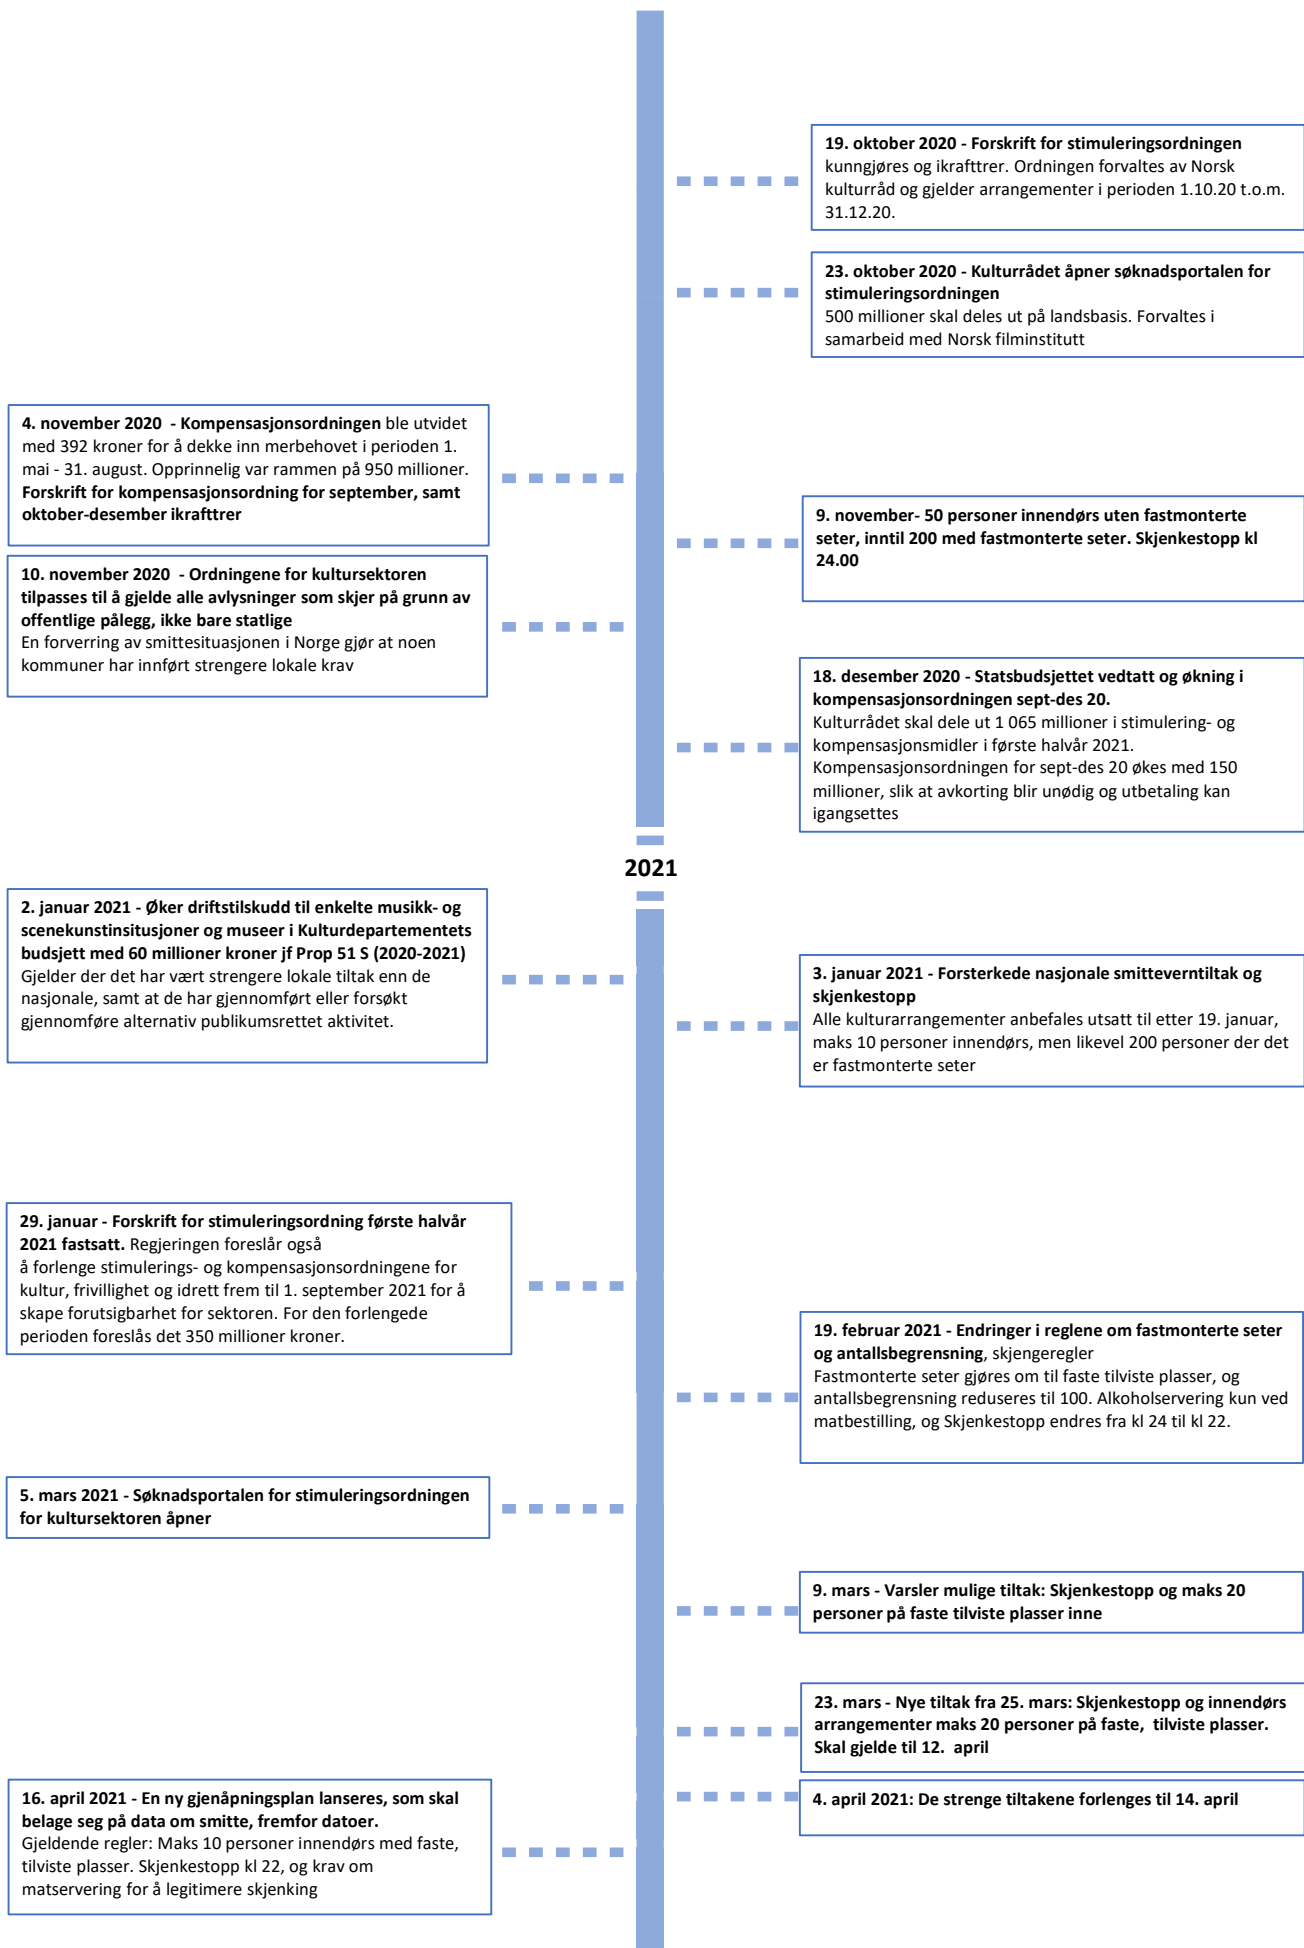 19. oktober 2020 - Forskrift for stimuleringsordningen
kunngjøres og ikrafttrer. Ordningen forvaltes av Norsk
kulturråd og gjelder arrangementer i perioden 1.10.20 t.o.m.
31.12.20.
23. oktober 2020 - Kulturrådet åpner søknadsportalen for
stimuleringsordningen
500 millioner skal deles ut på landsbasis. Forvaltes i
samarbeid med Norsk filminstitutt
4. november 2020  - Kompensasjonsordningen ble utvidet
med 392 kroner for å dekke inn merbehovet i perioden 1.
mai - 31. august. Opprinnelig var rammen på 950 millioner.
Forskrift for kompensasjonsordning for september, samt
oktober-desember ikrafttrer
9. november- 50 personer innendørs uten fastmonterte
seter, inntil 200 med fastmonterte seter. Skjenkestopp kl
24.00
10. november 2020  - Ordningene for kultursektoren
tilpasses til å gjelde alle avlysninger som skjer på grunn av
offentlige pålegg, ikke bare statlige
En forverring av smittesituasjonen i Norge gjør at noen
kommuner har innført strengere lokale krav
18. desember 2020 - Statsbudsjettet vedtatt og økning i
kompensasjonsordningen sept-des 20.
Kulturrådet skal dele ut 1 065 millioner i stimulering- og
kompensasjonsmidler i første halvår 2021.
Kompensasjonsordningen for sept-des 20 økes med 150
millioner, slik at avkorting blir unødig og utbetaling kan
igangsettes
2021
2. januar 2021 - Øker driftstilskudd til enkelte musikk- og
scenekunstinsitusjoner og museer i Kulturdepartementets
budsjett med 60 millioner kroner jf Prop 51 S (2020-2021)
Gjelder der det har vært strengere lokale tiltak enn de
nasjonale, samt at de har gjennomført eller forsøkt
gjennomføre alternativ publikumsrettet aktivitet.
3. januar 2021 - Forsterkede nasjonale smitteverntiltak og
skjenkestopp
Alle kulturarrangementer anbefales utsatt til etter 19. januar,
maks 10 personer innendørs, men likevel 200 personer der det
er fastmonterte seter
29. januar - Forskrift for stimuleringsordning første halvår
2021 fastsatt. Regjeringen foreslår også
å forlenge stimulerings- og kompensasjonsordningene for
kultur, frivillighet og idrett frem til 1. september 2021 for å
skape forutsigbarhet for sektoren. For den forlengede
perioden foreslås det 350 millioner kroner.
19. februar 2021 - Endringer i reglene om fastmonterte seter
og antallsbegrensning, skjengeregler
Fastmonterte seter gjøres om til faste tilviste plasser, og
antallsbegrensning reduseres til 100. Alkoholservering kun ved
matbestilling, og Skjenkestopp endres fra kl 24 til kl 22.
5. mars 2021 - Søknadsportalen for stimuleringsordningen
for kultursektoren åpner
9. mars - Varsler mulige tiltak: Skjenkestopp og maks 20
personer på faste tilviste plasser inne
23. mars - Nye tiltak fra 25. mars: Skjenkestopp og innendørs
arrangementer maks 20 personer på faste,  tilviste plasser.
Skal gjelde til 12.  april
4. april 2021: De strenge tiltakene forlenges til 14. april
16. april 2021 - En ny gjenåpningsplan lanseres, som skal
belage seg på data om smitte, fremfor datoer.
Gjeldende regler: Maks 10 personer innendørs med faste,
tilviste plasser. Skjenkestopp kl 22, og krav om
matservering for å legitimere skjenking